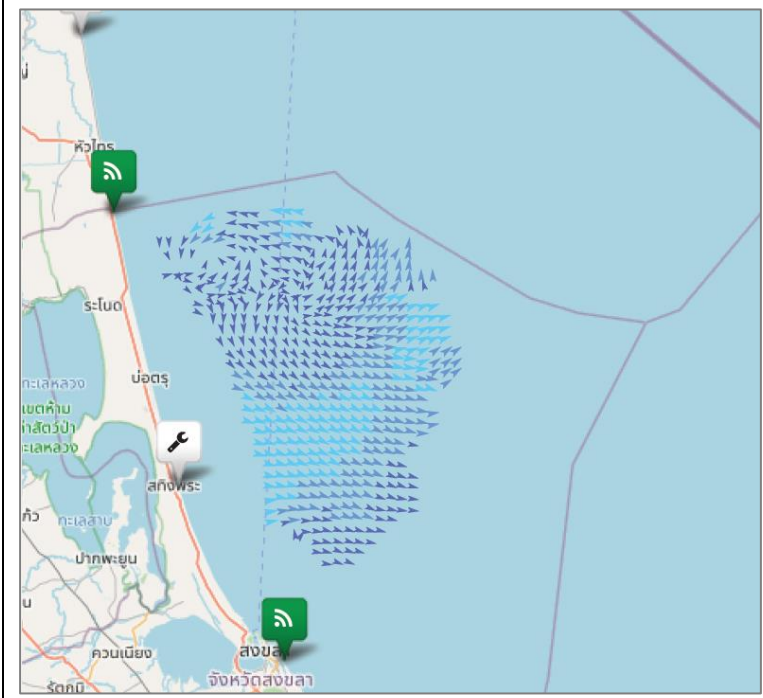 หัวไทร
ระโนด
บ่อตรุ
ทะเลหลวง
เขตห้าม
ล่าสัตว์ป่า
ทะเลหลวง
สทิงพระ
ทะเลสาบ
ปากพะยูน
ควนเนียง
สงขลา
จังหวัดสงขลา
รัตภูมิ